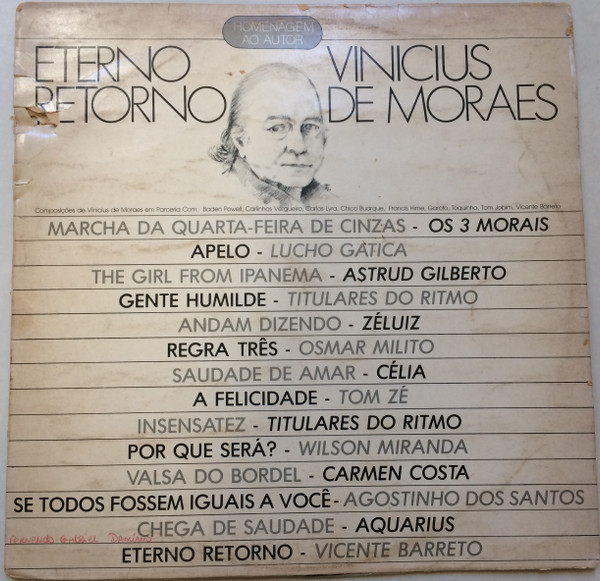 HOMENAGEM
AO AUTOR
ETERNO
RETORNO
VINICIUS
DE MORAES
Composições de Vinicius de Moraes em Parceria Com: Baden Powell, Carlinhos Vergueiro, Carlos Lyra, Chico Buarque, Francis Hime, Garoto, Toquinho, Tom Jobim, Vicente Barreto
MARCHA DA QUARTA-FEIRA DE CINZAS - OS 3 MORAIS
APELO - LUCHO GATICA
THE GIRL FROM IPANEMA - ASTRUD GILBERTO
GENTE HUMILDE - TITULARES DO RITMO
ANDAM DIZENDO - ZÉLUIZ
REGRA TRÊS - OSMAR MILITO
SAUDADE DE AMAR - CÉLIA
A FELICIDADE - TOM ZÉ
INSENSATEZ - TITULARES DO RITMO
POR QUE SERÁ? - WILSON MIRANDA
VALSA DO BORDEL - CARMEN COSTA
SE TODOS FOSSEM IGUAIS A VOCÊ - AGOSTINHO DOS SANTOS
CHEGA DE SAUDADE - AQUARIUS
DAMIANO
ETERNO RETORNO - VICENTE BARRETO